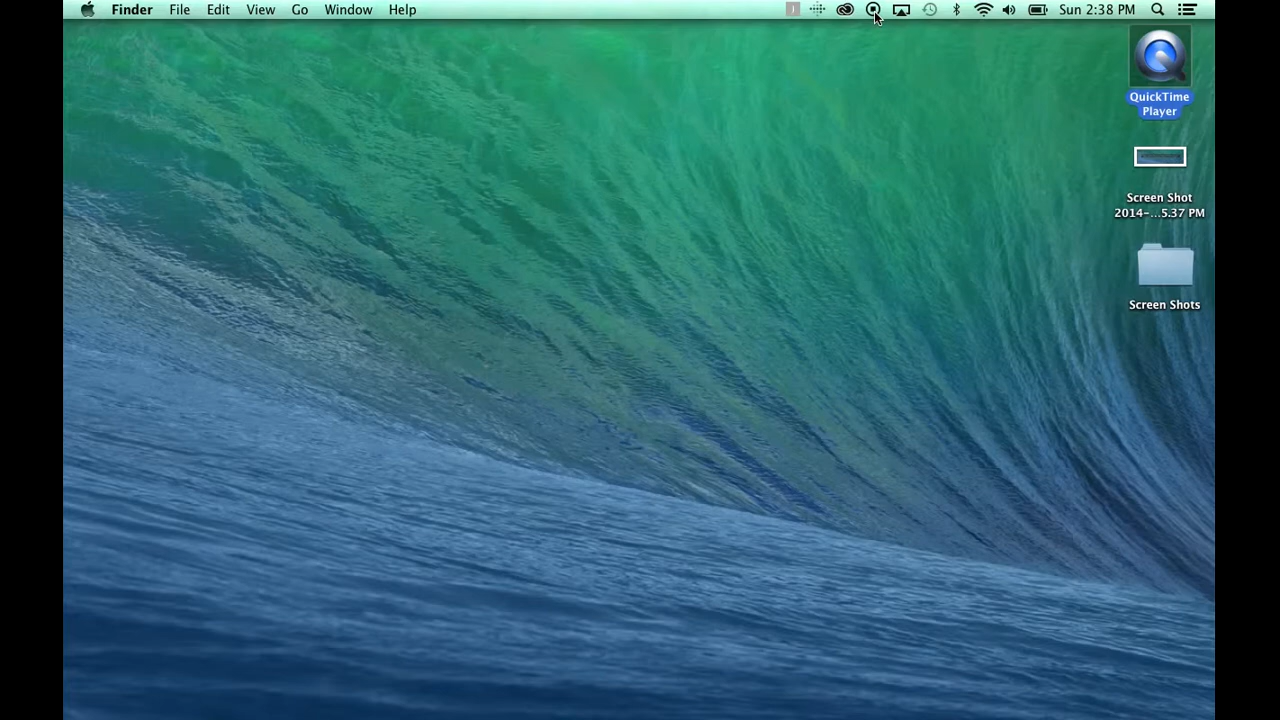 Finder File Edit View Go Window Help Sun 2:38 PM
QuickTime
Player
Screen Shot
2014-...5.37 PM
Screen Shots